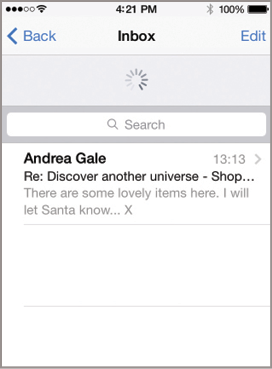 4:21 PM 100%
Back Inbox Edit
Search
Andrea Gale 13:13
Re: Discover another universe - Shop...
There are some lovely items here. I will
let Santa know... X